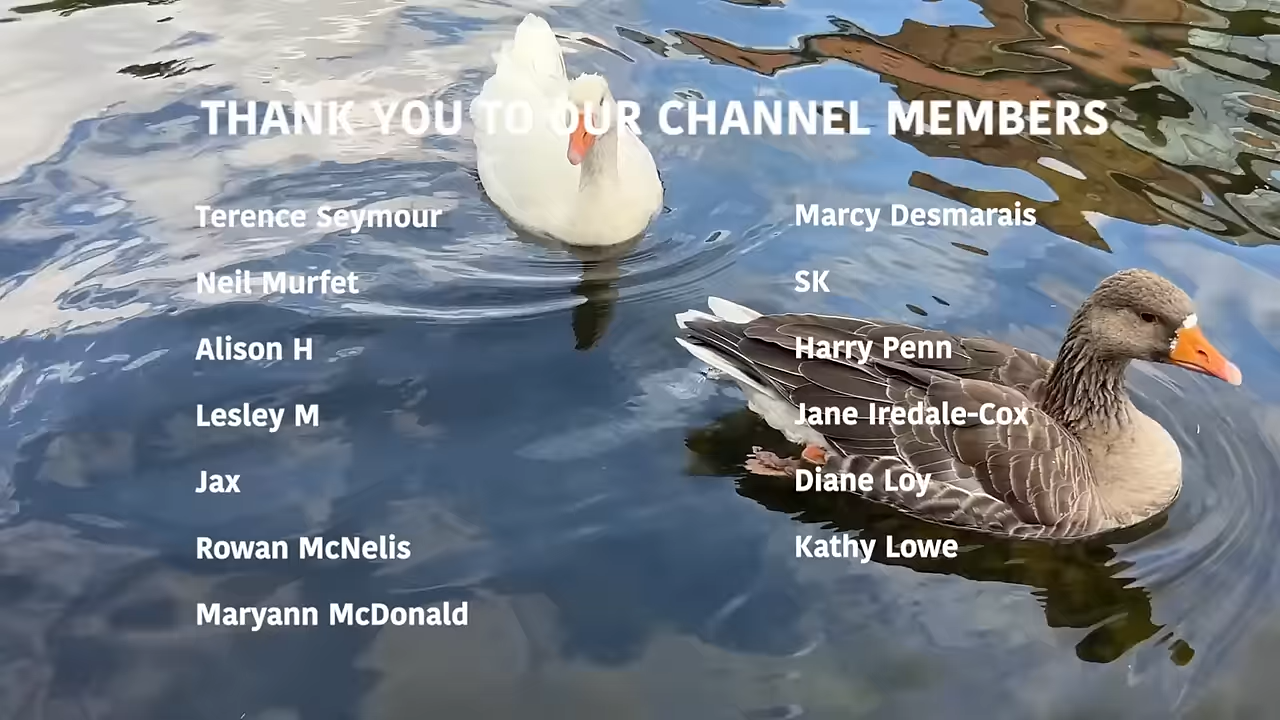 THANK YOU TO OUR CHANNEL MEMBERS
Terence Seymour
Neil Murfet
Alison H
Lesley M
Jax
Rowan McNelis
Maryann McDonald
Marcy Desmarais
SK
Harry Penn
Jane Iredale-Cox
Diane Loy
Kathy Lowe